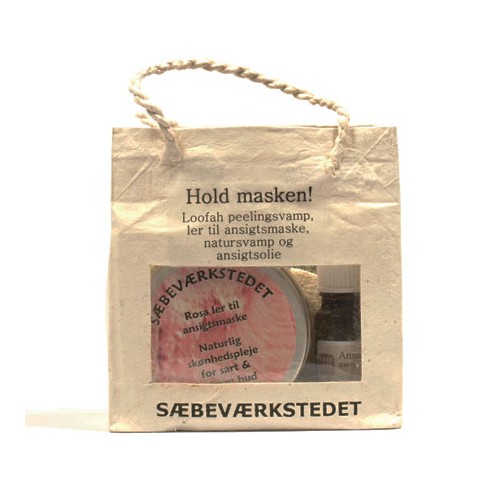 Hold masken!
Loofah peelingsvamp,
ler til ansigtsmaske,
natursvamp og
ansigtsolie
SÆBEVÆRKSTEDET
Rosa ler til
ansigtsmaske
Naturlig
skønhedspleje
for sart &
hud
SÆBEVÆRKSTEDET